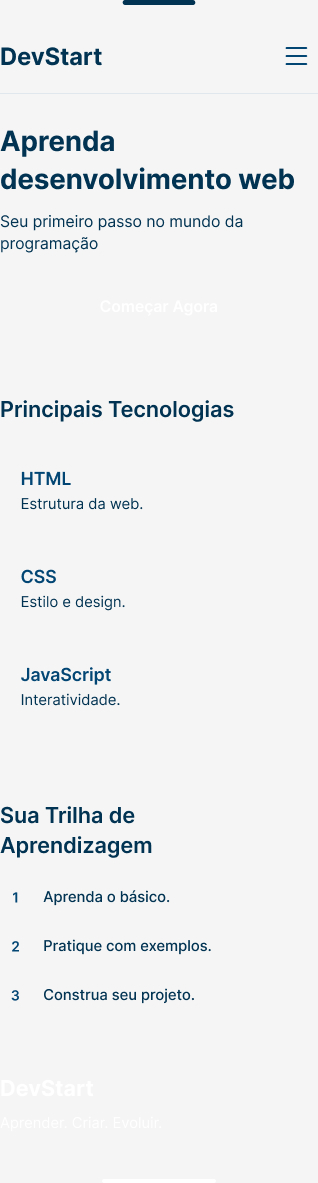 DevStart
Aprenda
desenvolvimento web
Seu primeiro passo no mundo da
programação
Começar Agora
Principais Tecnologias
HTML
Estrutura da web.
CSS
Estilo e design.
JavaScript
Interatividade.
Sua Trilha de
Aprendizagem
1 Aprenda o básico.
2 Pratique com exemplos.
3 Construa seu projeto.
DevStart
Aprender. Criar. Evoluir.